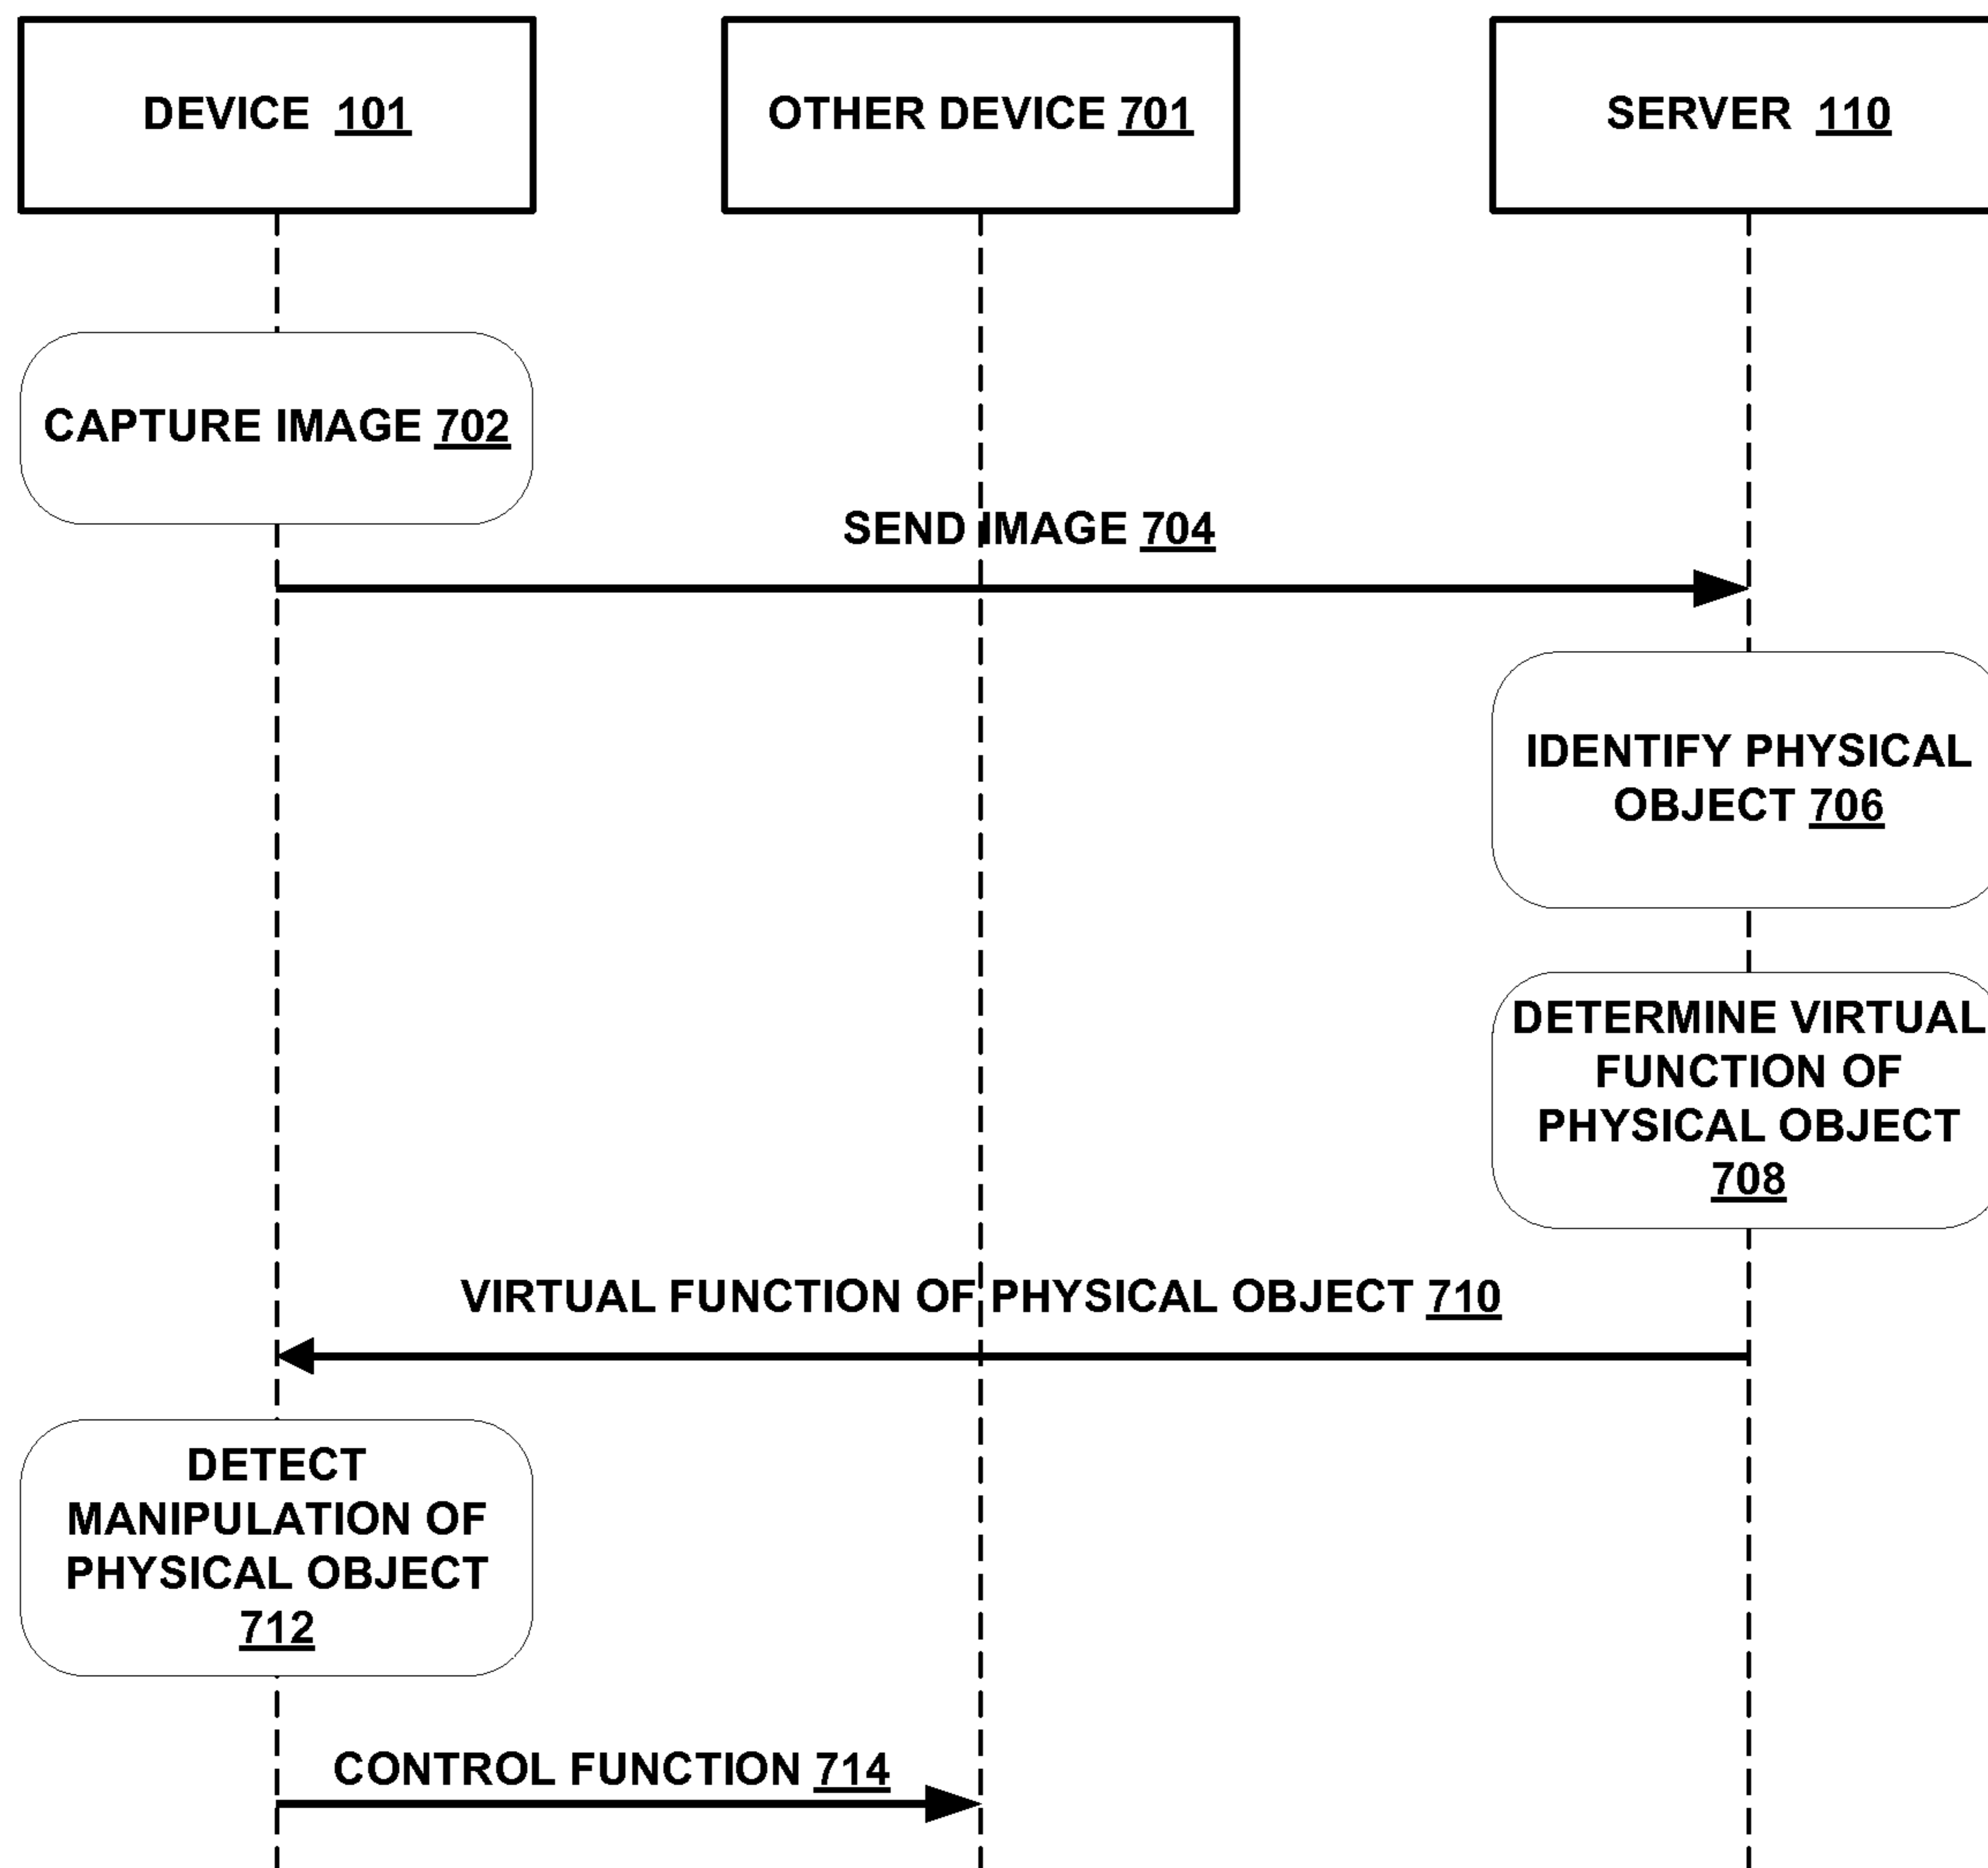 DEVICE 101
OTHER DEVICE 701
SERVER 110
CAPTURE IMAGE 702
SEND IMAGE 704
IDENTIFY PHYSICAL
OBJECT 706
DETERMINE VIRTUAL
FUNCTION OF
PHYSICAL OBJECT
708
VIRTUAL FUNCTION OF PHYSICAL OBJECT 710
DETECT
MANIPULATION OF
PHYSICAL OBJECT
712
CONTROL FUNCTION 714